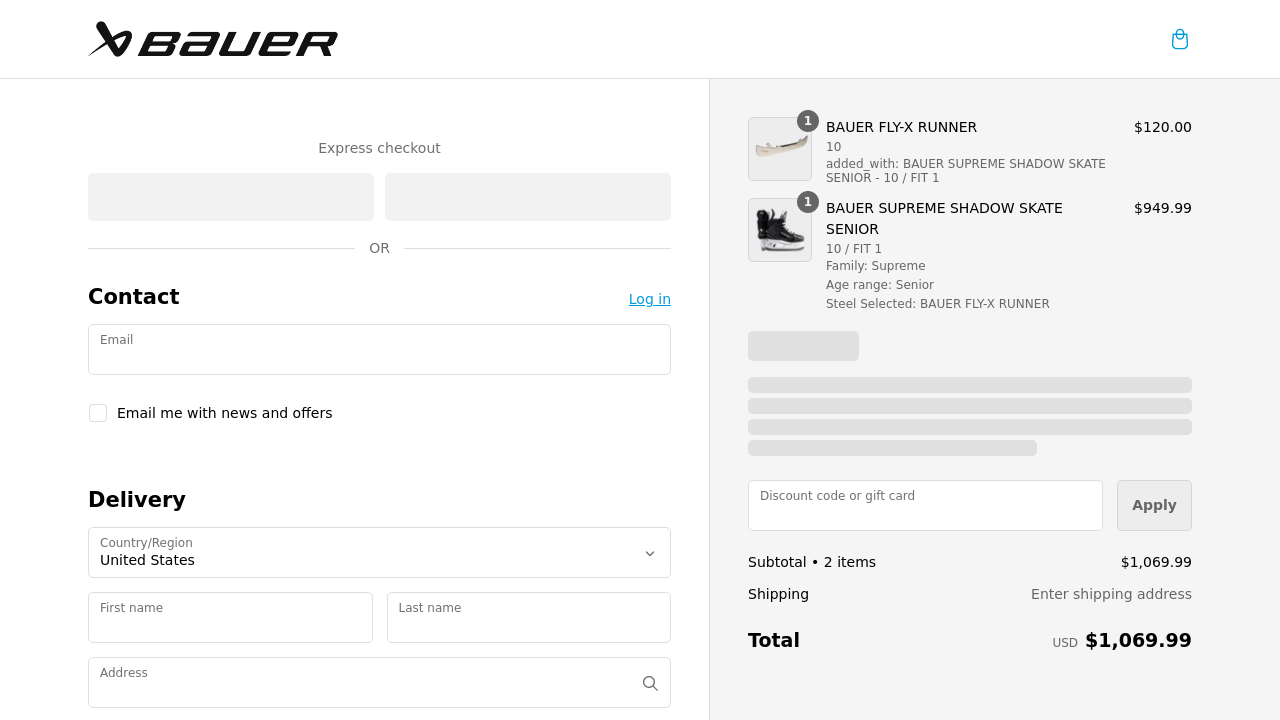 BAUER
Express checkout
OR
Contact
Log in
Email
Email me with news and offers
Delivery
Country/Region
United States
First name
Last name
Address
1
BAUER FLY-X RUNNER
$120.00
10
added_with: BAUER SUPREME SHADOW SKATE
SENIOR - 10 / FIT 1
1
BAUER SUPREME SHADOW SKATE
SENIOR
$949.99
10 / FIT 1
Family: Supreme
Age range: Senior
Steel Selected: BAUER FLY-X RUNNER
Discount code or gift card
Apply
Subtotal • 2 items
$1,069.99
Shipping
Enter shipping address
Total
USD $1,069.99